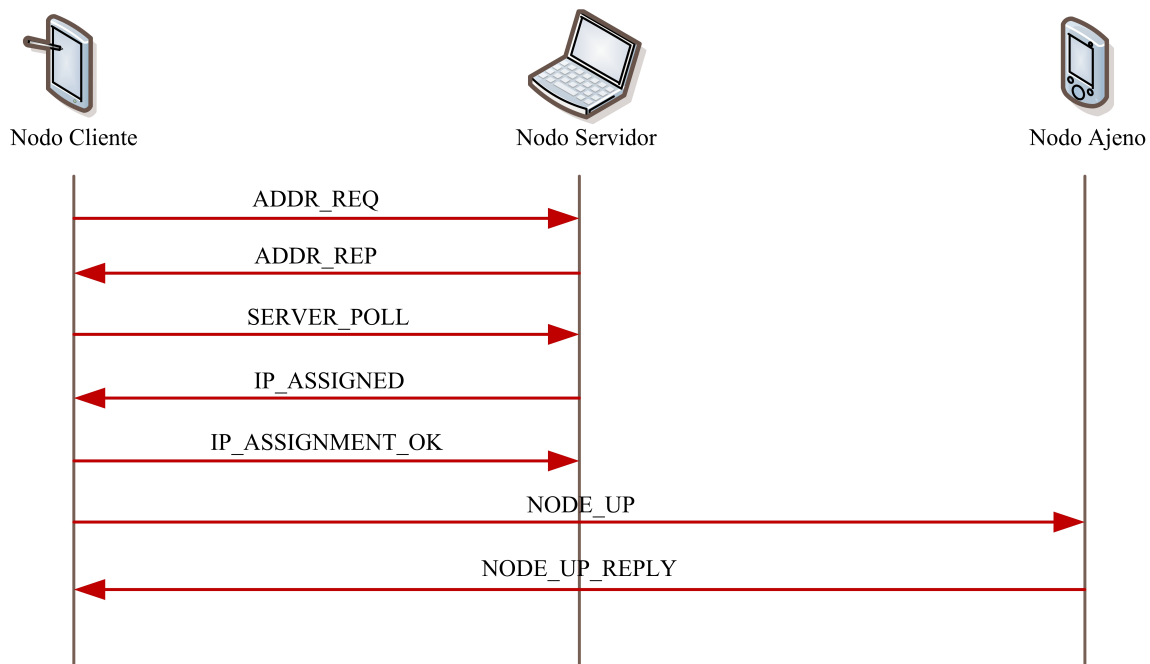 Nodo Cliente
Nodo Servidor
Nodo Ajeno
ADDR_REQ
ADDR_REP
SERVER_POLL
IP_ASSIGNED
IP_ASSIGNMENT_OK
NODE_UP
NODE_UP_REPLY